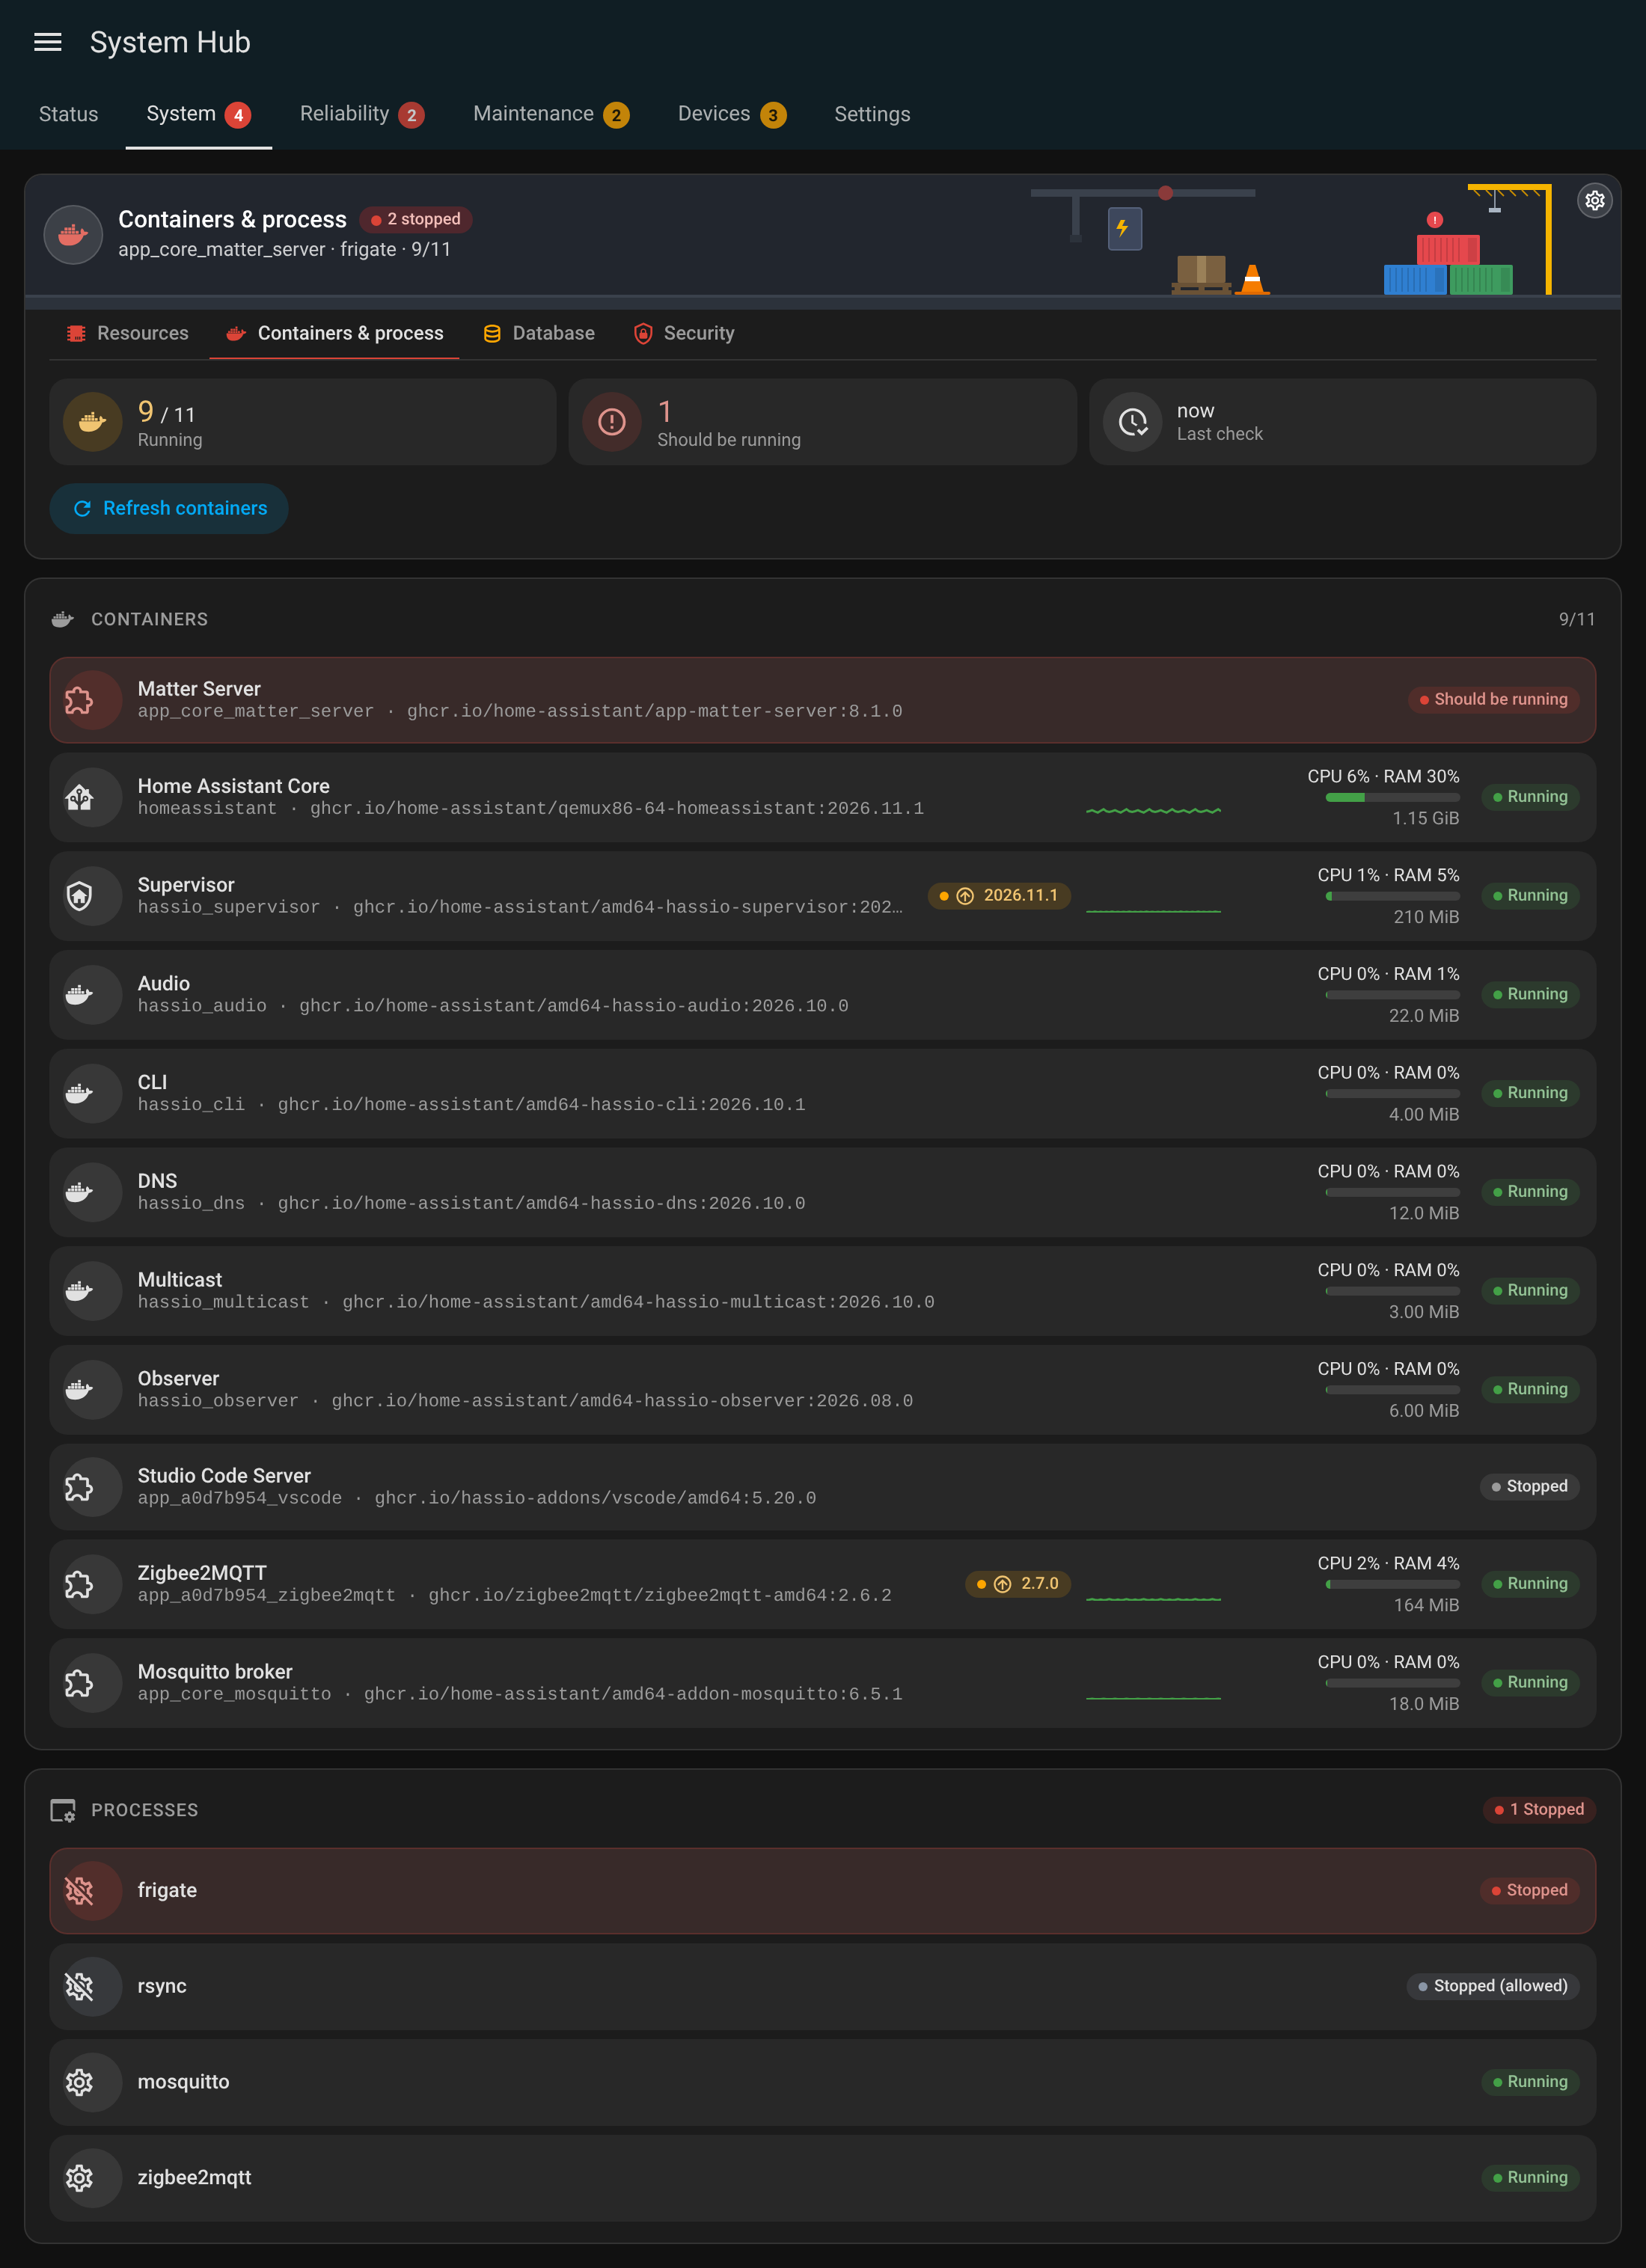 System Hub
Status
System 4
Reliability 2
Maintenance 2
Devices 3
Settings
Containers & process 2 stopped
app_core_matter_server · frigate · 9/11
Resources
Containers & process
Database
Security
9 / 11
Running
1
Should be running
now
Last check
Refresh containers
CONTAINERS 9/11
Matter Server
app_core_matter_server · ghcr.io/home-assistant/app-matter-server:8.1.0
Should be running
Home Assistant Core
homeassistant · ghcr.io/home-assistant/qemux86-64-homeassistant:2026.11.1
CPU 6% · RAM 30%
1.15 GiB
Running
Supervisor
hassio_supervisor · ghcr.io/home-assistant/amd64-hassio-supervisor:202…
2026.11.1
CPU 1% · RAM 5%
210 MiB
Running
Audio
hassio_audio · ghcr.io/home-assistant/amd64-hassio-audio:2026.10.0
CPU 0% · RAM 1%
22.0 MiB
Running
CLI
hassio_cli · ghcr.io/home-assistant/amd64-hassio-cli:2026.10.1
CPU 0% · RAM 0%
4.00 MiB
Running
DNS
hassio_dns · ghcr.io/home-assistant/amd64-hassio-dns:2026.10.0
CPU 0% · RAM 0%
12.0 MiB
Running
Multicast
hassio_multicast · ghcr.io/home-assistant/amd64-hassio-multicast:2026.10.0
CPU 0% · RAM 0%
3.00 MiB
Running
Observer
hassio_observer · ghcr.io/home-assistant/amd64-hassio-observer:2026.08.0
CPU 0% · RAM 0%
6.00 MiB
Running
Studio Code Server
app_a0d7b954_vscode · ghcr.io/hassio-addons/vscode/amd64:5.20.0
Stopped
Zigbee2MQTT
app_a0d7b954_zigbee2mqtt · ghcr.io/zigbee2mqtt/zigbee2mqtt-amd64:2.6.2
2.7.0
CPU 2% · RAM 4%
164 MiB
Running
Mosquitto broker
app_core_mosquitto · ghcr.io/home-assistant/amd64-addon-mosquitto:6.5.1
CPU 0% · RAM 0%
18.0 MiB
Running
PROCESSES 1 Stopped
frigate Stopped
rsync Stopped (allowed)
mosquitto Running
zigbee2mqtt Running